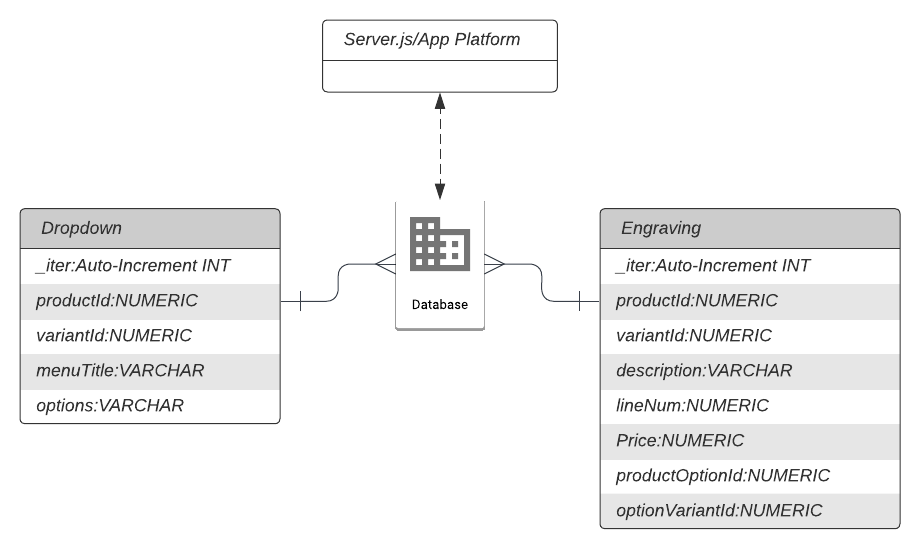 Server.js/App Platform
Database
Dropdown
_iter:Auto-Increment INT
productId:NUMERIC
variantId:NUMERIC
menuTitle:VARCHAR
options:VARCHAR
Engraving
_iter:Auto-Increment INT
productId:NUMERIC
variantId:NUMERIC
description:VARCHAR
lineNum:NUMERIC
Price:NUMERIC
productOptionId:NUMERIC
optionVariantId:NUMERIC